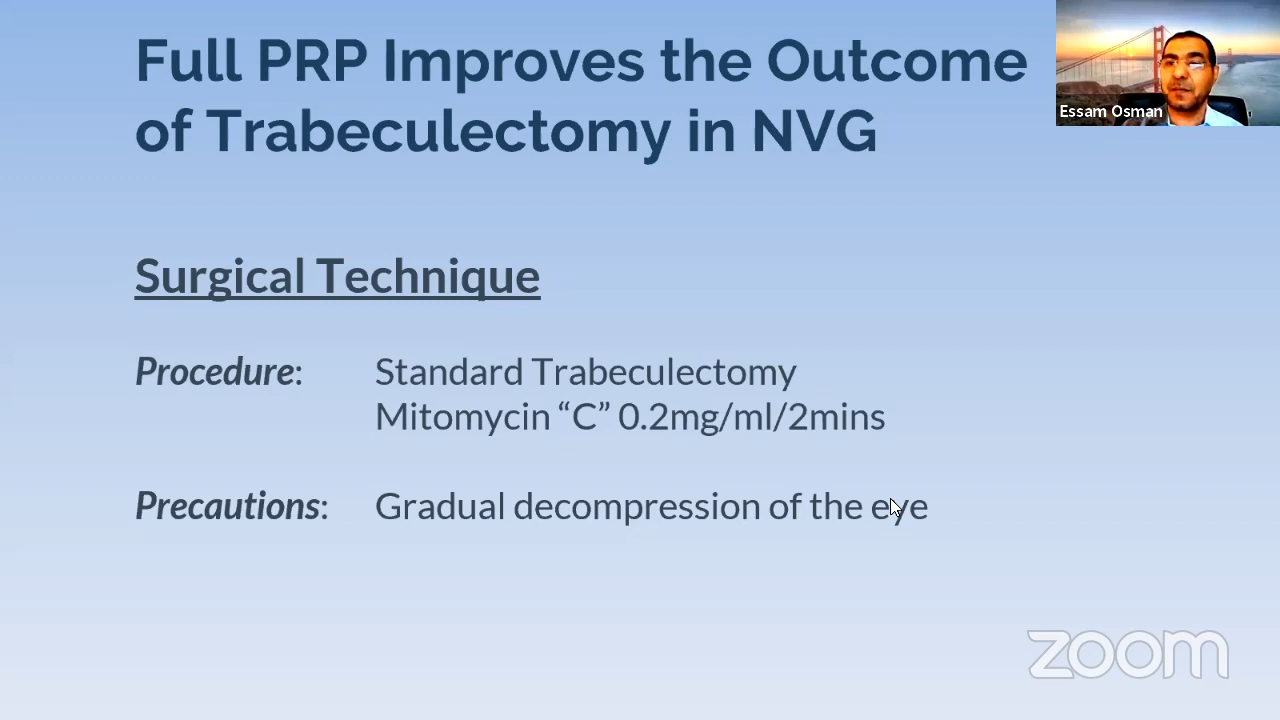 Full PRP Improves the Outcome
of Trabeculectomy in NVG
Essam Osman
Surgical Technique
Procedure: Standard Trabeculectomy
Mitomycin “C” 0.2mg/ml/2mins
Precautions: Gradual decompression of the eye
zoom